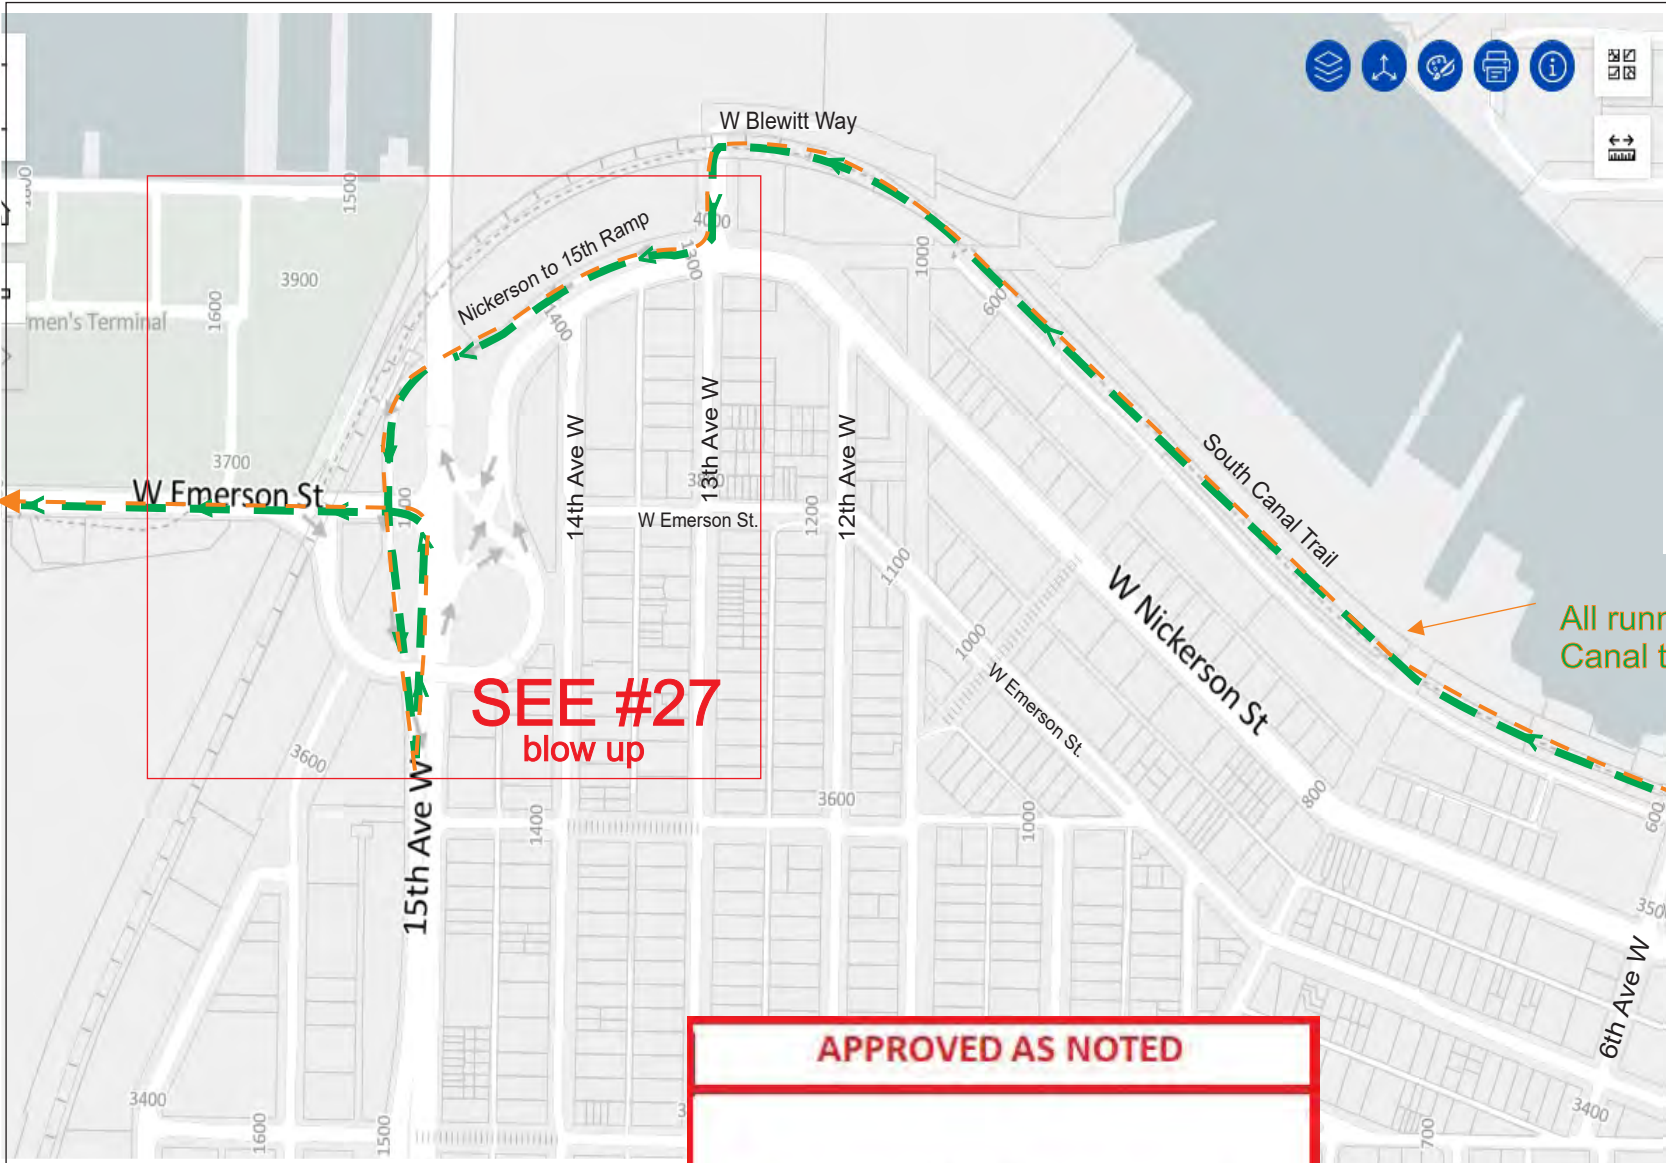 W Blewitt Way
1500
4000
1300
Nickerson to 15th Ramp
1000
3900
1600
men's Terminal
600
1400
3700
W Emerson St
14th Ave W
13th Ave W
12th Ave W
W Emerson St.
1200
South Canal Trail
1100
W Nickerson St
1000
W Emerson St.
All runn
Canal t
SEE #27
blow up
3600
15th Ave W
1400
3600
1000
800
600
350
6th Ave W
APPROVED AS NOTED
3400
1600
1500
3
700
3400